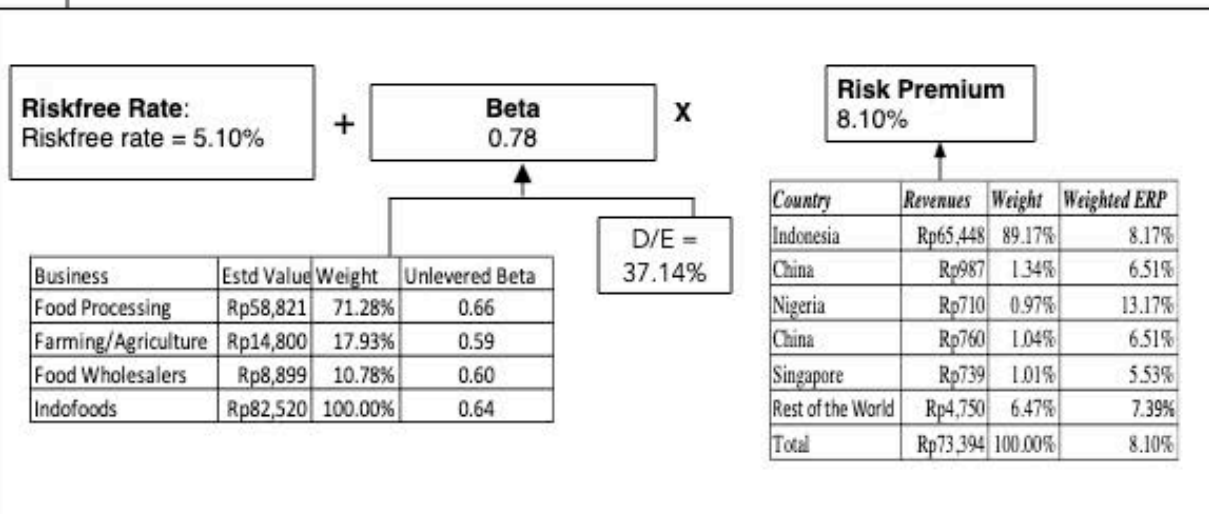 Riskfree Rate:
Riskfree rate = 5.10%
+
Beta
0.78
X
Risk Premium
8.10%
D/E =
37.14%
Business Estd Value Weight Unlevered Beta
Food Processing Rp58,821 71.28% 0.66
Farming/Agriculture Rp14,800 17.93% 0.59
Food Wholesalers Rp8,899 10.78% 0.60
Indofoods Rp82,520 100.00% 0.64
Country Revenues Weight Weighted ERP
Indonesia Rp65,448 89.17% 8.17%
China Rp987 1.34% 6.51%
Nigeria Rp710 0.97% 13.17%
China Rp760 1.04% 6.51%
Singapore Rp739 1.01% 5.53%
Rest of the World Rp4,750 6.47% 7.39%
Total Rp73,394 100.00% 8.10%